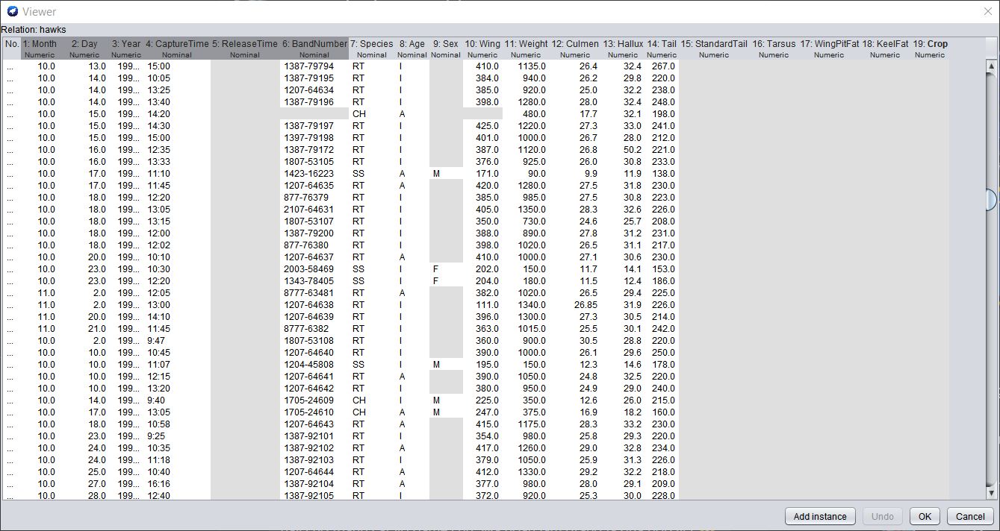 Viewer
Relation: hawks
No. 1: Month 2: Day 3: Year 4: CaptureTime 5: ReleaseTime 6: BandNumber 7: Species 8: Age 9: Sex 10: Wing 11: Weight 12: Culmen 13: Hallux 14: Tail 15: StandardTail 16: Tarsus 17: WingPitFat 18: KeelFat 19: Crop
Numeric Numeric Numeric Nominal Nominal Nominal Nominal Nominal Nominal Numeric Numeric Numeric Numeric Numeric Numeric Numeric Numeric Numeric Numeric
... 10.0 13.0 199... 15:00 1387-79794 RT I 410.0 1135.0 26.4 32.4 267.0
... 10.0 14.0 199... 10:05 1387-79195 RT I 384.0 940.0 26.2 29.8 220.0
... 10.0 14.0 199... 13:25 1207-64634 RT I 385.0 920.0 25.0 32.2 238.0
... 10.0 14.0 199... 13:40 1387-79196 RT I 398.0 1280.0 28.0 32.4 248.0
... 10.0 15.0 199... 14:20 CH A 480.0 17.7 32.1 198.0
... 10.0 15.0 199... 14:30 1387-79197 RT I 425.0 1220.0 27.3 33.0 241.0
... 10.0 15.0 199... 15:00 1397-79198 RT I 401.0 1000.0 26.7 28.0 212.0
... 10.0 16.0 199... 12:35 1387-79172 RT I 387.0 1120.0 26.8 50.2 221.0
... 10.0 16.0 199... 13:33 1807-53105 RT I 376.0 925.0 26.0 30.8 233.0
... 10.0 17.0 199... 11:10 1423-16223 SS A M 171.0 90.0 9.9 11.9 138.0
... 10.0 17.0 199... 11:45 1207-64635 RT A 420.0 1280.0 27.5 31.8 230.0
... 10.0 18.0 199... 12:20 877-76379 RT I 385.0 985.0 27.5 30.8 223.0
... 10.0 18.0 199... 13:05 2107-64631 RT I 405.0 1350.0 28.3 32.6 226.0
... 10.0 18.0 199... 13:15 1807-53107 RT I 350.0 730.0 24.6 25.7 208.0
... 10.0 18.0 199... 12:00 1387-79200 RT I 388.0 890.0 27.8 31.2 231.0
... 10.0 18.0 199... 12:02 877-76380 RT I 398.0 1020.0 26.5 31.1 217.0
... 10.0 20.0 199... 10:10 1207-64637 RT A 410.0 1000.0 27.1 30.6 230.0
... 10.0 23.0 199... 10:30 2003-58469 SS I F 202.0 150.0 11.7 14.1 153.0
... 10.0 23.0 199... 12:20 1343-78405 SS I F 204.0 180.0 11.5 12.4 186.0
... 11.0 2.0 199... 12:05 8777-63481 RT A 382.0 1020.0 26.5 29.4 225.0
... 11.0 2.0 199... 13:00 1207-64638 RT I 111.0 1340.0 26.85 31.9 226.0
... 11.0 20.0 199... 14:10 1207-64639 RT I 396.0 1300.0 27.3 30.5 214.0
... 11.0 21.0 199... 11:45 8777-6382 RT I 363.0 1015.0 25.5 30.1 242.0
... 10.0 2.0 199... 9:47 1807-53108 RT I 360.0 900.0 30.5 28.8 220.0
... 10.0 10.0 199... 10:45 1207-64640 RT I 390.0 1000.0 26.1 29.6 250.0
... 10.0 10.0 199... 11:07 1204-45808 SS I M 195.0 150.0 12.3 14.6 178.0
... 10.0 10.0 199... 12:15 1207-64641 RT A 390.0 1050.0 24.8 32.5 220.0
... 10.0 10.0 199... 13:20 1207-64642 RT I 380.0 950.0 24.9 29.0 240.0
... 10.0 14.0 199... 9:40 1705-24609 CH I M 225.0 350.0 12.6 26.0 215.0
... 10.0 17.0 199... 13:05 1705-24610 CH A M 247.0 375.0 16.9 18.2 160.0
... 10.0 18.0 199... 10:58 1207-64643 RT A 415.0 1175.0 28.3 33.2 230.0
... 10.0 23.0 199... 9:25 1387-92101 RT I 354.0 980.0 25.8 29.3 220.0
... 10.0 24.0 199... 10:35 1387-92102 RT A 417.0 1260.0 29.0 32.8 234.0
... 10.0 24.0 199... 11:18 1387-92103 RT I 379.0 1050.0 25.9 31.3 226.0
... 10.0 25.0 199... 10:40 1207-64644 RT A 412.0 1330.0 29.2 32.2 218.0
... 10.0 27.0 199... 16:16 1387-92104 RT A 377.0 980.0 28.0 29.1 209.0
... 10.0 28.0 199... 12:40 1387-92105 RT I 372.0 920.0 25.3 30.0 228.0
Add instance Undo OK Cancel